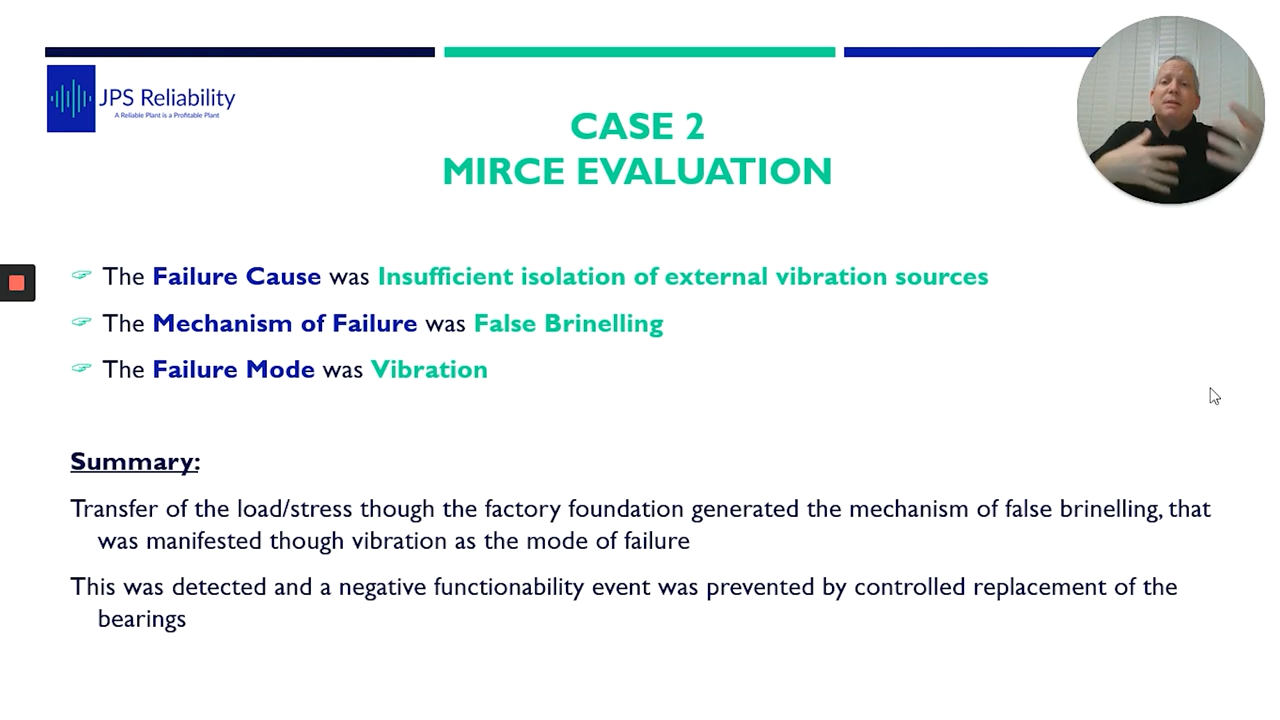 JPS Reliability
A Reliable Plant is a Profitable Plant
CASE 2
MIRCE EVALUATION
The Failure Cause was Insufficient isolation of external vibration sources
The Mechanism of Failure was False Brinelling
The Failure Mode was Vibration
Summary:
Transfer of the load/stress though the factory foundation generated the mechanism of false brinelling, that
was manifested though vibration as the mode of failure
This was detected and a negative functionability event was prevented by controlled replacement of the
bearings